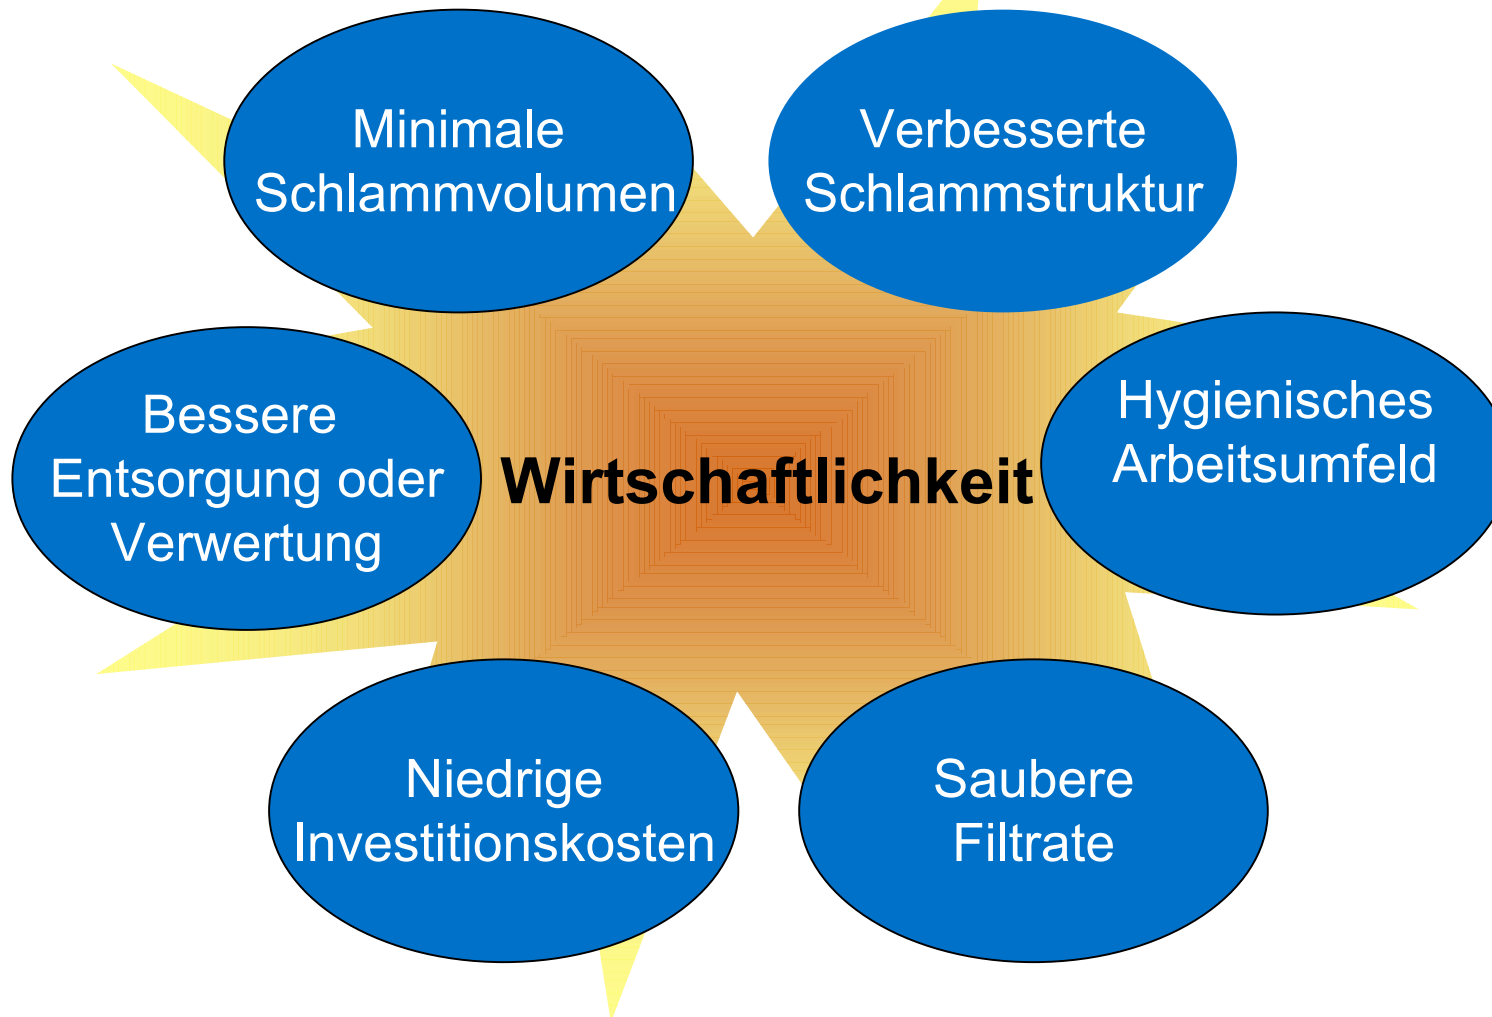 Minimale
Schlammvolumen
Verbesserte
Schlammstruktur
Bessere
Entsorgung oder
Verwertung
Wirtschaftlichkeit
Hygienisches
Arbeitsumfeld
Niedrige
Investitionskosten
Saubere
Filtrate